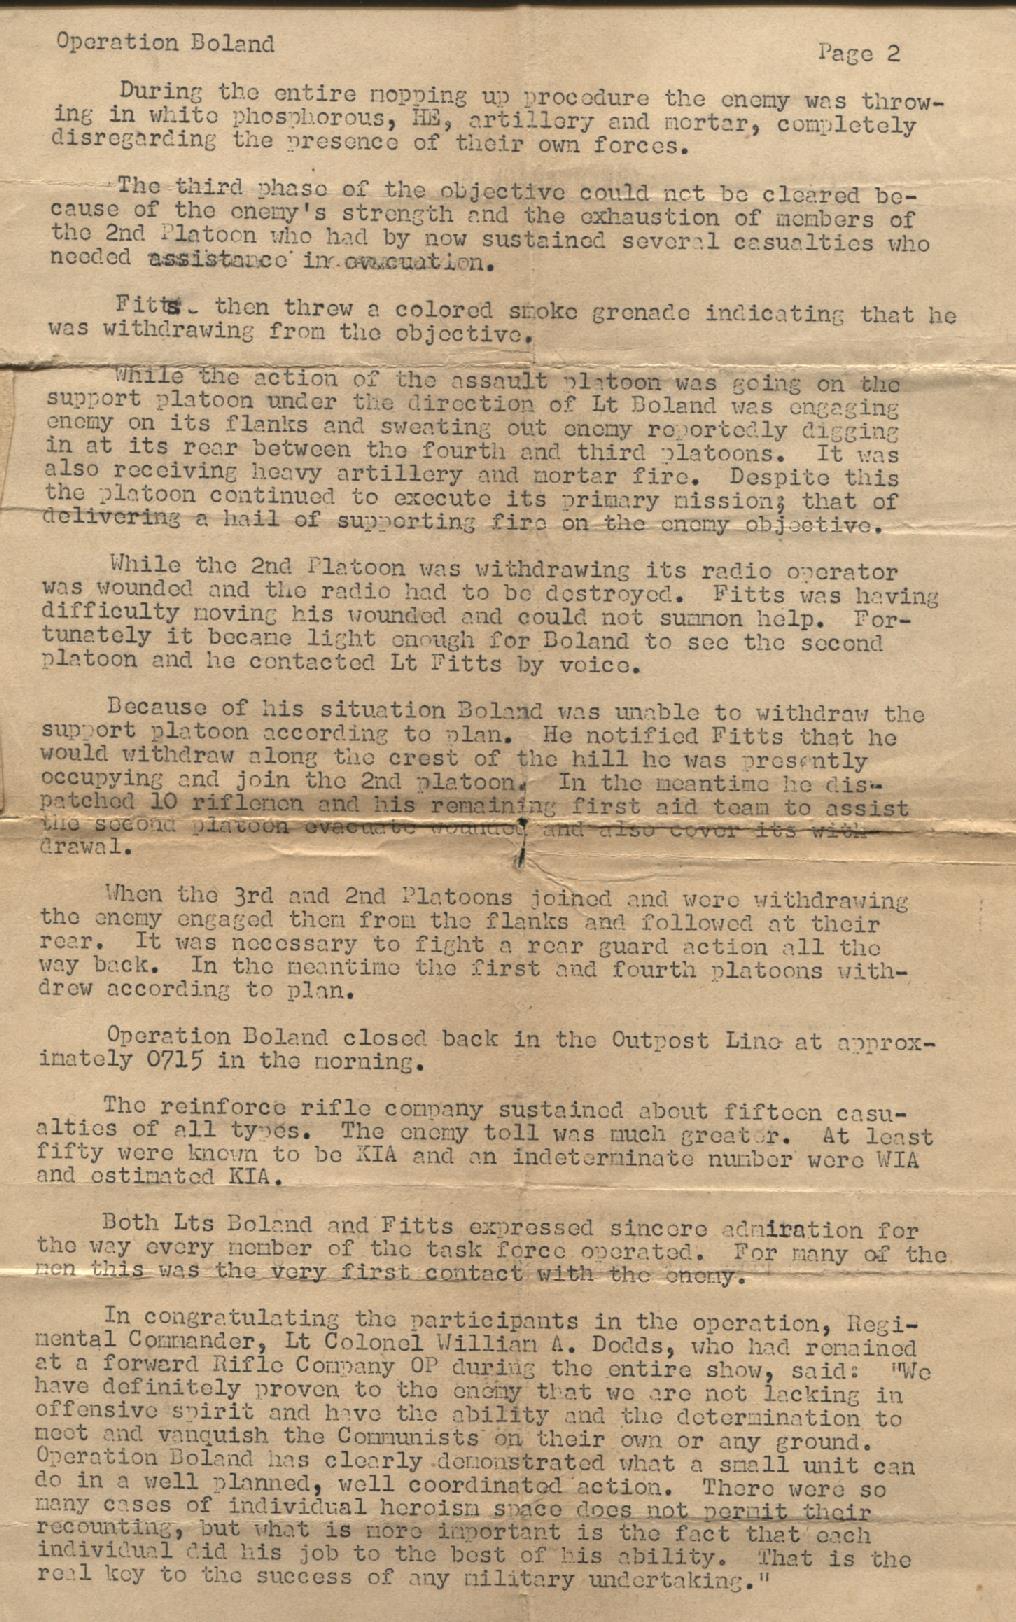 Operation Boland
Page 2
During the entire mopping up procedure the enemy was throw-
ing in white phosphorous, HE, artillery and mortar, completely
disregarding the presence of their own forces.
The third phase of the objective could not be cleared be-
cause of the enemy's strength and the exhaustion of members of
the 2nd Platoon who had by now sustained several casualties who
needed assistance in evacuation.
Fitts then threw a colored smoke grenade indicating that he
was withdrawing from the objective.
While the action of the assault platoon was going on the
support platoon under the direction of Lt Boland was engaging
enemy on its flanks and sweating out enemy reportedly digging
in at its rear between the fourth and third platoons. It was
also receiving heavy artillery and mortar fire. Despite this
the platoon continued to execute its primary mission; that of
delivering a hail of supporting fire on the enemy objective.
While the 2nd Platoon was withdrawing its radio operator
was wounded and the radio had to be destroyed. Fitts was having
difficulty moving his wounded and could not summon help. For-
tunately it became light enough for Boland to see the second
platoon and he contacted Lt Fitts by voice.
Because of his situation Boland was unable to withdraw the
support platoon according to plan. He notified Fitts that he
would withdraw along the crest of the hill he was presently
occupying and join the 2nd platoon. In the meantime he dis-
patched 10 riflemen and his remaining first aid team to assist
the second platoon evacuate wounded and also cover its with-
drawal.
When the 3rd and 2nd Platoons joined and were withdrawing
the enemy engaged them from the flanks and followed at their
rear. It was necessary to fight a rear guard action all the
way back. In the meantime the first and fourth platoons with-
drew according to plan.
Operation Boland closed back in the Outpost Line at approx-
imately 0715 in the morning.
The reinforce rifle company sustained about fifteen casu-
alties of all types. The enemy toll was much greater. At least
fifty were known to be KIA and an indeterminate number were WIA
and estimated KIA.
Both Lts Boland and Fitts expressed sincere admiration for
the way every member of the task force operated. For many of the
men this was the very first contact with the enemy.
In congratulating the participants in the operation, Regi-
mental Commander, Lt Colonel William A. Dodds, who had remained
at a forward Rifle Company OP during the entire show, said: "We
have definitely proven to the enemy that we are not lacking in
offensive spirit and have the ability and the determination to
meet and vanquish the Communists on their own or any ground.
Operation Boland has clearly demonstrated what a small unit can
do in a well planned, well coordinated action. There were so
many cases of individual heroism space does not permit their
recounting, but what is more important is the fact that each
individual did his job to the best of his ability. That is the
real key to the success of any military undertaking."